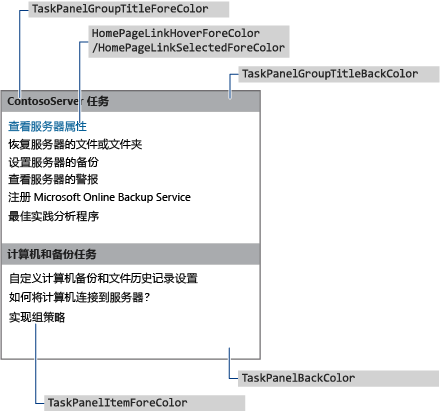 TaskPanelGroupTitleForeColor
HomePageLinkHoverForeColor
/HomePageLinkSelectedForeColor
TaskPanelGroupTitleBackColor
ContosoServer 任务
查看服务器属性
恢复服务器的文件或文件夹
设置服务器的备份
查看服务器的警报
注册 Microsoft Online Backup Service
最佳实践分析程序
计算机和备份任务
自定义计算机备份和文件历史记录设置
如何将计算机连接到服务器?
实现组策略
TaskPanelBackColor
TaskPanelItemForeColor